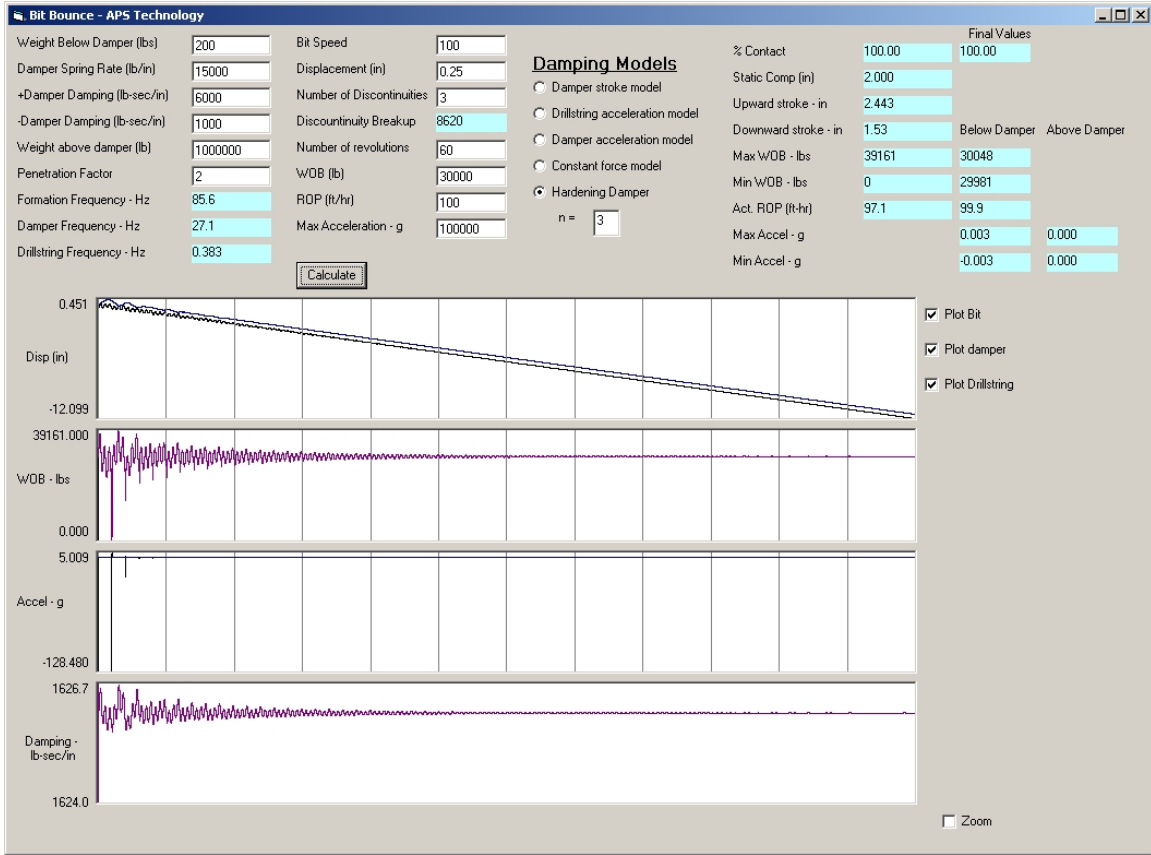 Bit Bounce - APS Technology
Weight Below Damper (lbs) 200
Damper Spring Rate (lb/in) 15000
+Damper Damping (lb-sec/in) 6000
-Damper Damping (lb-sec/in) 1000
Weight above damper (lb) 1000000
Penetration Factor 2
Formation Frequency - Hz 85.6
Damper Frequency - Hz 27.1
Drillstring Frequency - Hz 0.383
Bit Speed 100
Displacement (in) 0.25
Number of Discontinuities 3
Discountinuity Breakup 8620
Number of revolutions 60
WOB (lb) 30000
ROP (ft/hr) 100
Max Acceleration - g 100000
Calculate
Damping Models
Damper stroke model
Drillstring acceleration model
Damper acceleration model
Constant force model
Hardening Damper
n = 3
Final Values
% Contact 100.00 100.00
Static Comp (in) 2.000
Upward stroke - in 2.443
Downward stroke - in 1.53 Below Damper Above Damper
Max WOB - lbs 39161 30048
Min WOB - lbs 0 29981
Act. ROP (ft-hr) 97.1 99.9
Max Accel - g 0.003 0.000
Min Accel - g -0.003 0.000
0.451
Disp (in)
-12.099
Plot Bit
Plot damper
Plot Drillstring
39161.000
WOB - lbs
0.000
5.009
Accel - g
-128.480
1626.7
Damping -
lb-sec/in
1624.0
Zoom